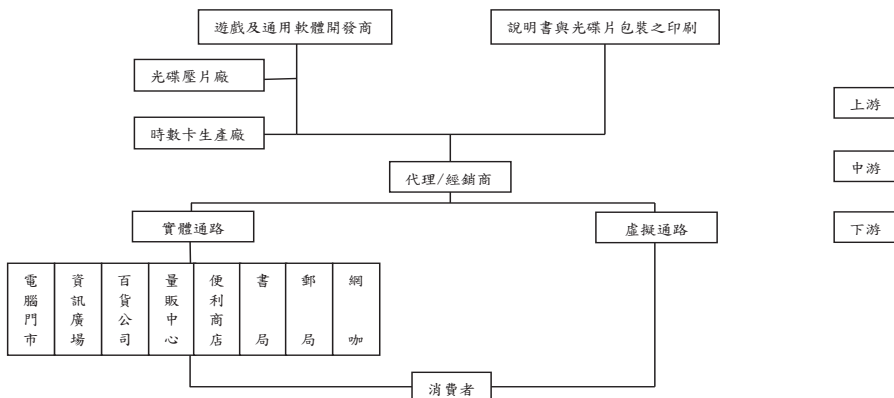 遊戲及通用軟體開發商
說明書與光碟片包裝之印刷
光碟壓片廠
上游
時數卡生產廠
代理/經銷商
中游
實體通路
虛擬通路
下游
電腦門市
資訊廣場
百貨公司
量販中心
便利商店
書局
郵局
網咖
消費者